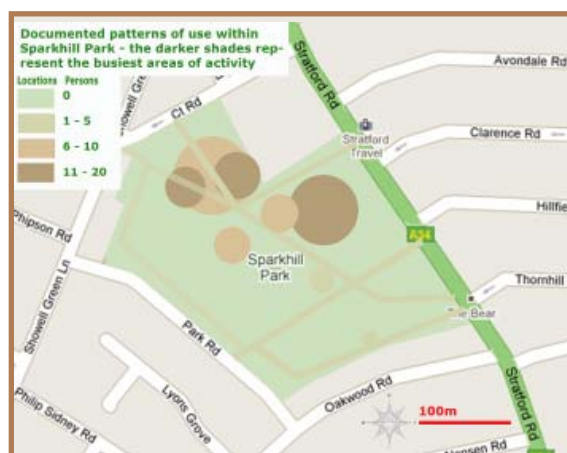 Documented patterns of use within
Sparkhill Park - the darker shades rep-
resent the busiest areas of activity
Locations Persons
0
1 - 5
6 - 10
11 - 20
Showell Green
Ct Rd
Stratford Rd
Avondale Rd
Stratford
Travel
Clarence Rd
Phipson Rd
Hillfie
A34
Sparkhill
Park
Thornhill
The Bear
Showell Green Ln
Park Rd
Lyons Grove
Oakwood Rd
Stratford Rd
Philip Sidney Rd
100m